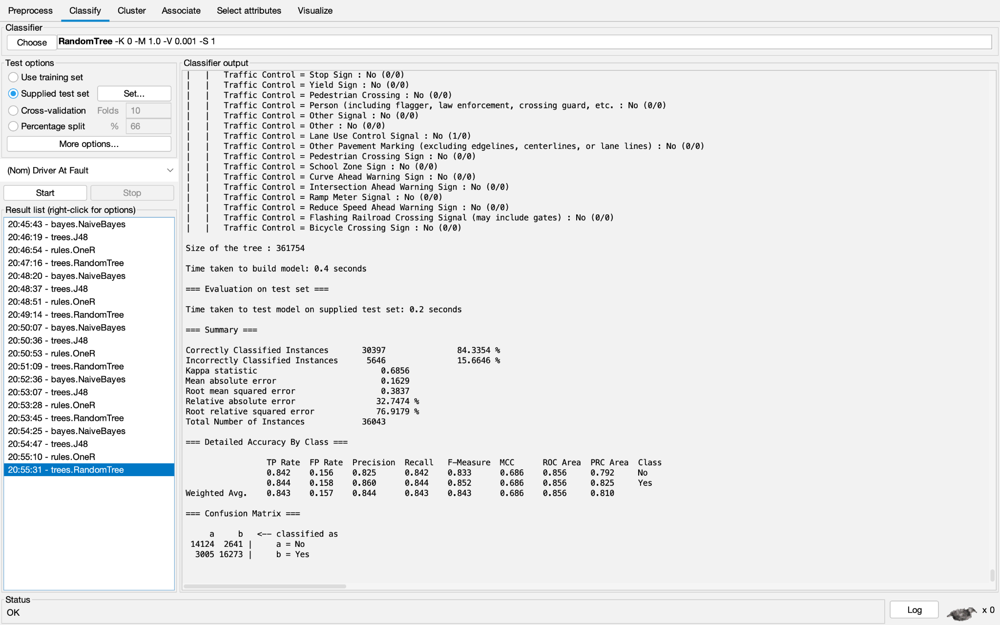 Preprocess Classify Cluster Associate Select attributes Visualize
Classifier
Choose RandomTree -K 0 -M 1.0 -V 0.001 -S 1
Test options
Use training set
Supplied test set Set...
Cross-validation Folds 10
Percentage split % 66
More options...
(Nom) Driver At Fault
Start Stop
Result list (right-click for options)
20:45:43 - bayes.NaiveBayes
20:46:19 - trees.J48
20:46:54 - rules.OneR
20:47:16 - trees.RandomTree
20:48:20 - bayes.NaiveBayes
20:48:37 - trees.J48
20:48:51 - rules.OneR
20:49:14 - trees.RandomTree
20:50:07 - bayes.NaiveBayes
20:50:36 - trees.J48
20:50:53 - rules.OneR
20:51:09 - trees.RandomTree
20:52:36 - bayes.NaiveBayes
20:53:07 - trees.J48
20:53:28 - rules.OneR
20:53:45 - trees.RandomTree
20:54:25 - bayes.NaiveBayes
20:54:47 - trees.J48
20:55:10 - rules.OneR
20:55:31 - trees.RandomTree
Classifier output
| | Traffic Control = Stop Sign : No (0/0)
| | Traffic Control = Yield Sign : No (0/0)
| | Traffic Control = Pedestrian Crossing : No (0/0)
| | Traffic Control = Person (including flagger, law enforcement, crossing guard, etc. : No (0/0)
| | Traffic Control = Other Signal : No (0/0)
| | Traffic Control = Other : No (0/0)
| | Traffic Control = Lane Use Control Signal : No (1/0)
| | Traffic Control = Other Pavement Marking (excluding edgelines, centerlines, or lane lines) : No (0/0)
| | Traffic Control = Pedestrian Crossing Sign : No (0/0)
| | Traffic Control = School Zone Sign : No (0/0)
| | Traffic Control = Curve Ahead Warning Sign : No (0/0)
| | Traffic Control = Intersection Ahead Warning Sign : No (0/0)
| | Traffic Control = Ramp Meter Signal : No (0/0)
| | Traffic Control = Reduce Speed Ahead Warning Sign : No (0/0)
| | Traffic Control = Flashing Railroad Crossing Signal (may include gates) : No (0/0)
| | Traffic Control = Bicycle Crossing Sign : No (0/0)
Size of the tree : 361754
Time taken to build model: 0.4 seconds
=== Evaluation on test set ===
Time taken to test model on supplied test set: 0.2 seconds
=== Summary ===
Correctly Classified Instances 30397 84.3354 %
Incorrectly Classified Instances 5646 15.6646 %
Kappa statistic 0.6856
Mean absolute error 0.1629
Root mean squared error 0.3837
Relative absolute error 32.7474 %
Root relative squared error 76.9179 %
Total Number of Instances 36043
=== Detailed Accuracy By Class ===
TP Rate FP Rate Precision Recall F-Measure MCC ROC Area PRC Area Class
0.842 0.156 0.825 0.842 0.833 0.686 0.856 0.792 No
0.844 0.158 0.860 0.844 0.852 0.686 0.856 0.825 Yes
Weighted Avg. 0.843 0.157 0.844 0.843 0.843 0.686 0.856 0.810
=== Confusion Matrix ===
a b <-- classified as
14124 2641 | a = No
3005 16273 | b = Yes
Status
OK
Log x 0